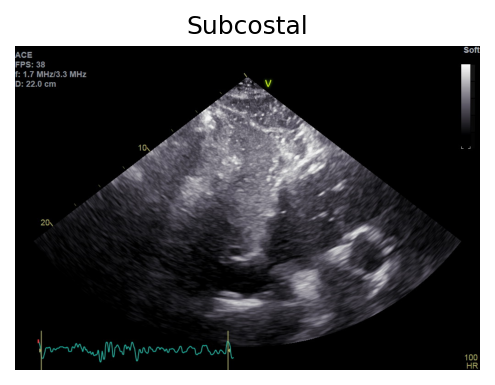 Subcostal
ACE
FPS: 38
f: 1.7 MHz/3.3 MHz
D: 22.0 cm
Soft
V
10
20
100
HR